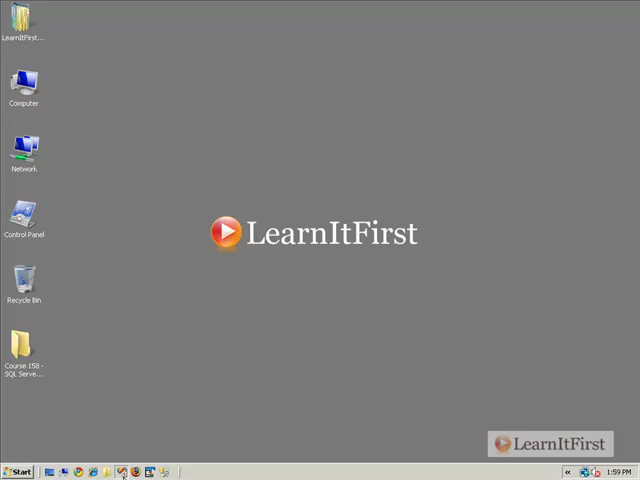 LearnItFirst...
Computer
Network
Control Panel
Recycle Bin
Course 158 -
SQL Serve...
LearnItFirst
LearnItFirst
Start
«
1:59 PM